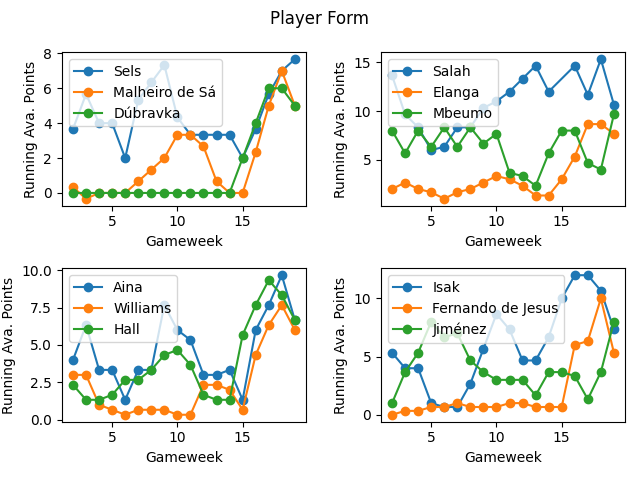 Player Form
8
6
4
2
0
Running Ava. Points
Sels
Malheiro de Sá
Dúbravka
5
10
15
Gameweek
15
10
5
Running Ava. Points
Salah
Elanga
Mbeumo
5
10
15
Gameweek
10.0
7.5
5.0
2.5
0.0
Running Ava. Points
Aina
Williams
Hall
5
10
15
Gameweek
10
5
0
Running Ava. Points
Isak
Fernando de Jesus
Jiménez
5
10
15
Gameweek